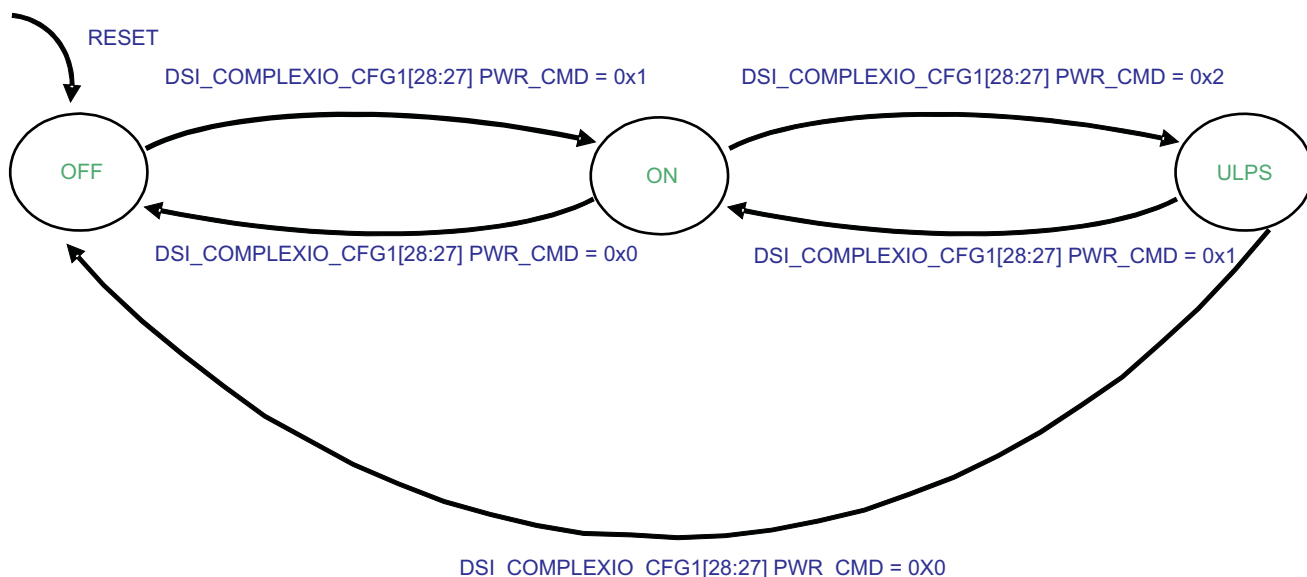 RESET
DSI_COMPLEXIO_CFG1[28:27] PWR_CMD = 0x1
DSI_COMPLEXIO_CFG1[28:27] PWR_CMD = 0x2
OFF
ON
ULPS
DSI_COMPLEXIO_CFG1[28:27] PWR_CMD = 0x0
DSI_COMPLEXIO_CFG1[28:27] PWR_CMD = 0x1
DSI_COMPLEXIO_CFG1[28:27] PWR_CMD = 0X0